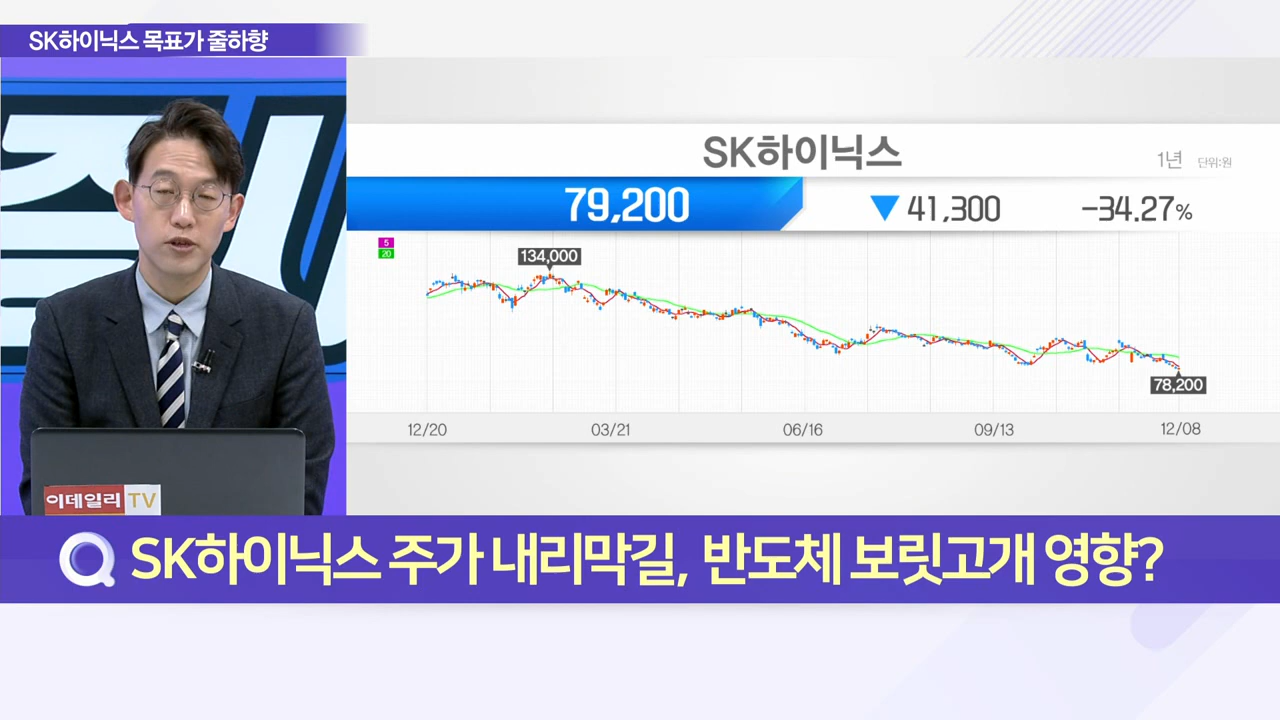 SK하이닉스 목표가 줄하향
SK하이닉스
1년 단위:원
79,200 ▼ 41,300 -34.27%
5
20
134,000
78,200
12/20 03/21 06/16 09/13 12/08
이데일리 TV
Q SK하이닉스 주가 내리막길, 반도체 보릿고개 영향?